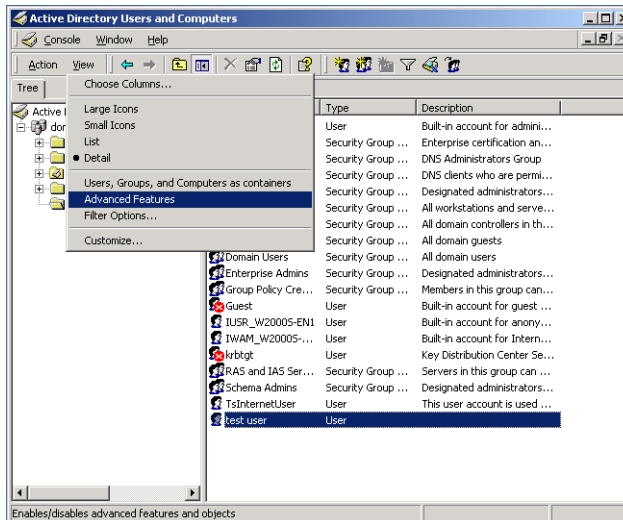 Active Directory Users and Computers
Console Window Help
Action View
Tree
Choose Columns...
Large Icons
Small Icons
List
Detail
Users, Groups, and Computers as containers
Advanced Features
Filter Options...
Customize...
Active
dor
Type Description
User Built-in account for admini...
Security Group ... Enterprise certification an...
Security Group ... DNS Administrators Group
Security Group ... DNS clients who are permi...
Security Group ... Designated administrators...
Security Group ... All workstations and serve...
Security Group ... All domain controllers in th...
Security Group ... All domain guests
Domain Users Security Group ... All domain users
Enterprise Admins Security Group ... Designated administrators...
Group Policy Cre... Security Group ... Members in this group can...
Guest User Built-in account for guest ...
IUSR_W2000S-EN1 User Built-in account for anony...
IWAM_W2000S-... User Built-in account for Intern...
krbtgt User Key Distribution Center Se...
RAS and IAS Ser... Security Group ... Servers in this group can ...
Schema Admins Security Group ... Designated administrators...
TsInternetUser User This user account is used ...
test user User
Enables/disables advanced features and objects